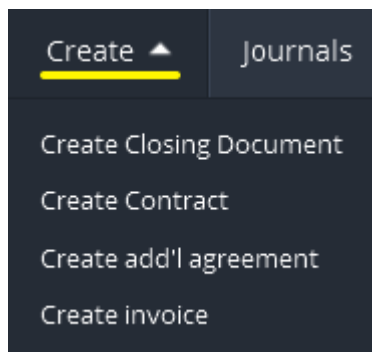 Create ▲ Journals
Create Closing Document
Create Contract
Create add'l agreement
Create invoice